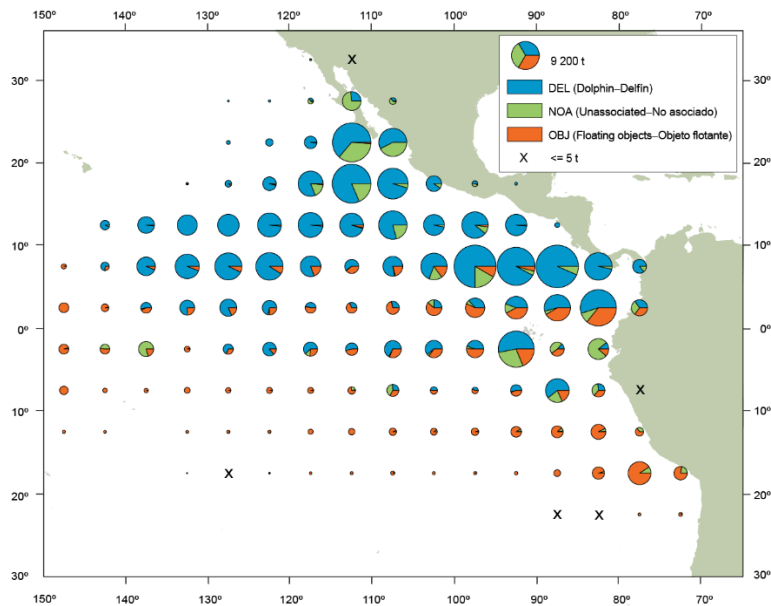 150º 140º 130º 120º 110º 100º 90º 80º 70º
X
9 200 t
DEL (Dolphin–Delfín)
NOA (Unassociated–No asociado)
OBJ (Floating objects–Objeto flotante)
X <= 5 t
30º 30º
20º 20º
10º 10º
0º 0º
X
10º 10º
X
20º 20º
X X
30º 30º
150º 140º 130º 120º 110º 100º 90º 80º 70º